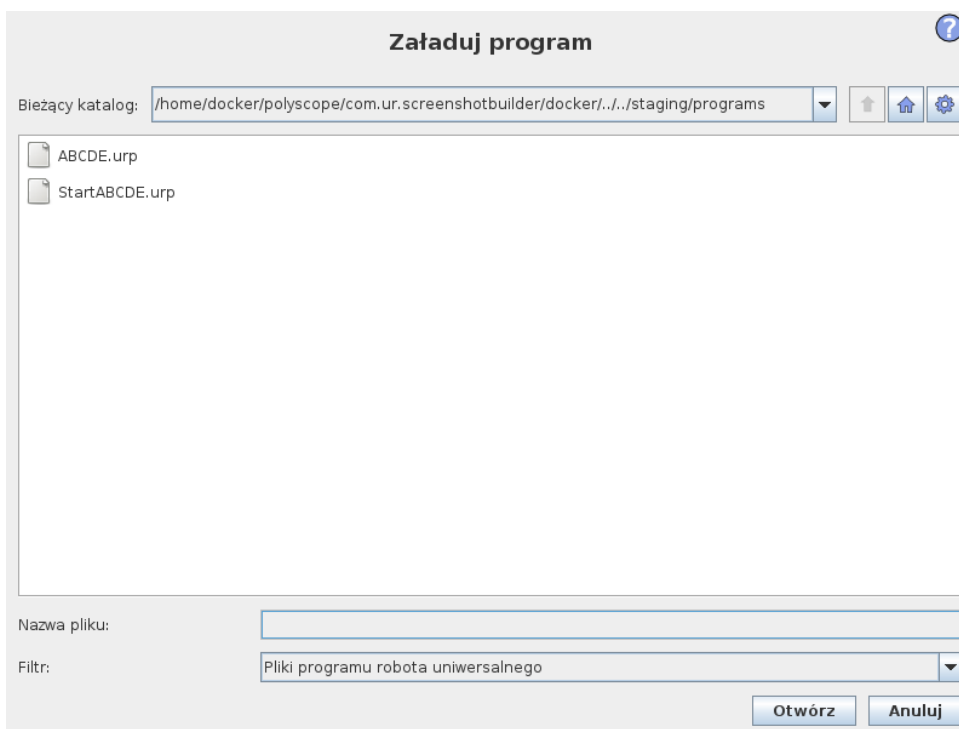 Załaduj program
?
Bieżący katalog: /home/docker/polyscope/com.ur.screenshotbuilder/docker/../../staging/programs
ABCDE.urp
StartABCDE.urp
Nazwa pliku:
Filtr: Pliki programu robota uniwersalnego
Otwórz Anuluj